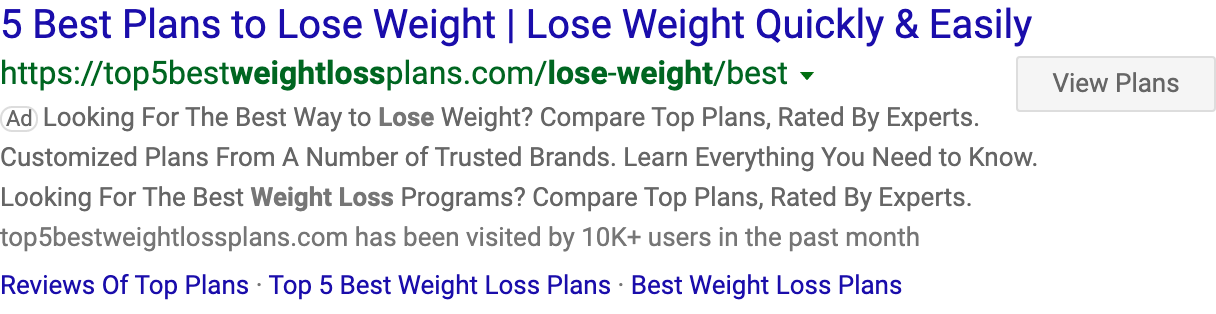 5 Best Plans to Lose Weight | Lose Weight Quickly & Easily
https://top5bestweightlossplans.com/lose-weight/best
View Plans
Ad Looking For The Best Way to Lose Weight? Compare Top Plans, Rated By Experts.
Customized Plans From A Number of Trusted Brands. Learn Everything You Need to Know.
Looking For The Best Weight Loss Programs? Compare Top Plans, Rated By Experts.
top5bestweightlossplans.com has been visited by 10K+ users in the past month
Reviews Of Top Plans · Top 5 Best Weight Loss Plans · Best Weight Loss Plans